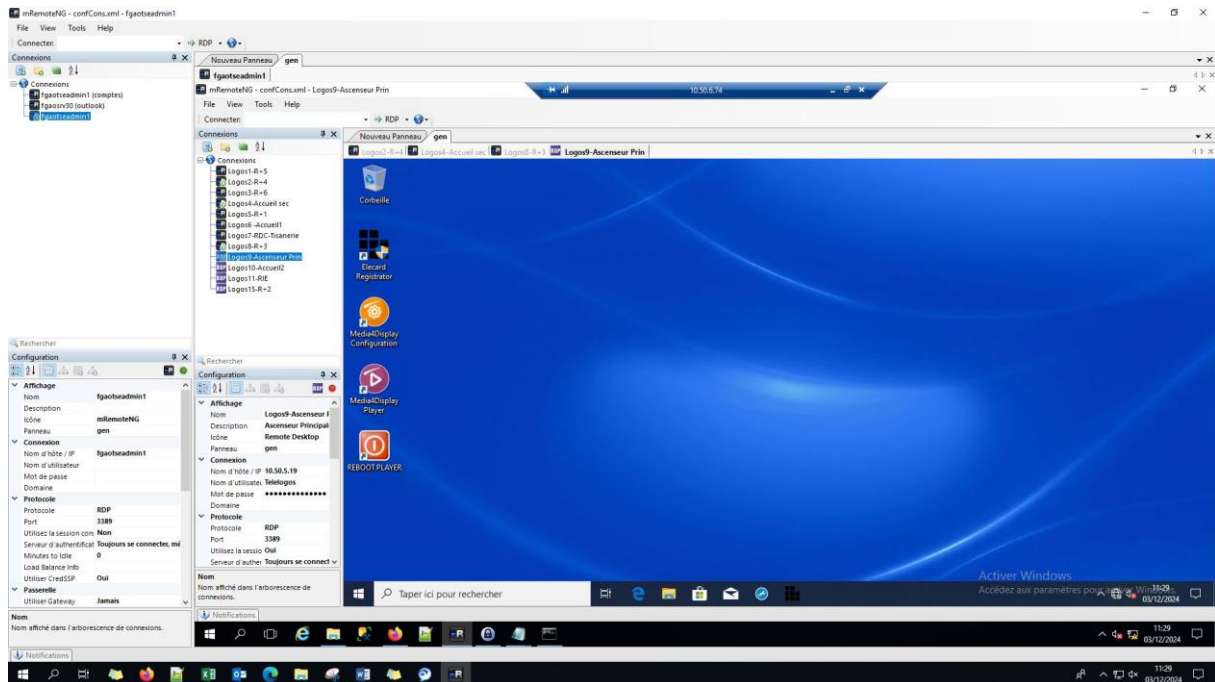 mRemoteNG - confCons.xml - fgaotseadmin1
File View Tools Help
Connecter: RDP
Connexions
Nouveau Panneau gen
Connexions
fgaotseadmin1 (comptes)
fgaosrv30 (outlook)
fgaotseadmin1
Rechercher
Configuration
Affichage
Nom fgaotseadmin1
Description
Icône mRemoteNG
Panneau gen
Connexion
Nom d'hôte / IP fgaotseadmin1
Nom d'utilisateur
Mot de passe
Domaine
Protocole
Protocole RDP
Port 3389
Utilisez la session con: Non
Serveur d'authentificat Toujours se connecter, mê
Minutes to Idle 0
Load Balance Info
Utiliser CredSSP Oui
Passerelle
Utiliser Gateway Jamais
Nom
Nom affiché dans l'arborescence de connexions.
Notifications
fgaotseadmin1
mRemoteNG - confCons.xml - Logos9-Ascenseur Prin
10.50.6.74
File View Tools Help
Connecter: RDP
Connexions
Nouveau Panneau gen
Logos2-R+4 Logos4-Accueil sec Logos8-R+3 Logos9-Ascenseur Prin
Connexions
Logos1-R+5
Logos2-R+4
Logos3-R+6
Logos4-Accueil sec
Logos5-R+1
Logos6 -Accueil1
Logos7-RDC-Tisanerie
Logos8-R+3
Logos9-Ascenseur Prin
Logos10-Accueil2
Logos11-RIE
Logos15-R+2
Rechercher
Configuration
Affichage
Nom Logos9-Ascenseur P
Description Ascenseur Principal
Icône Remote Desktop
Panneau gen
Connexion
Nom d'hôte / IP 10.50.5.19
Nom d'utilisateu Telelogos
Mot de passe ●●●●●●●●●●●●●●
Domaine
Protocole
Protocole RDP
Port 3389
Utilisez la sessio Oui
Serveur d'auther Toujours se connect
Nom
Nom affiché dans l'arborescence de
connexions.
Notifications
Corbeille
Elecard
Registrator
Media4Display
Configuration
Media4Display
Player
REBOOT PLAYER
Activer Windows
Accédez aux paramètres pour activer Windows.
Taper ici pour rechercher
11:29
03/12/2024
11:29
03/12/2024
11:29
03/12/2024